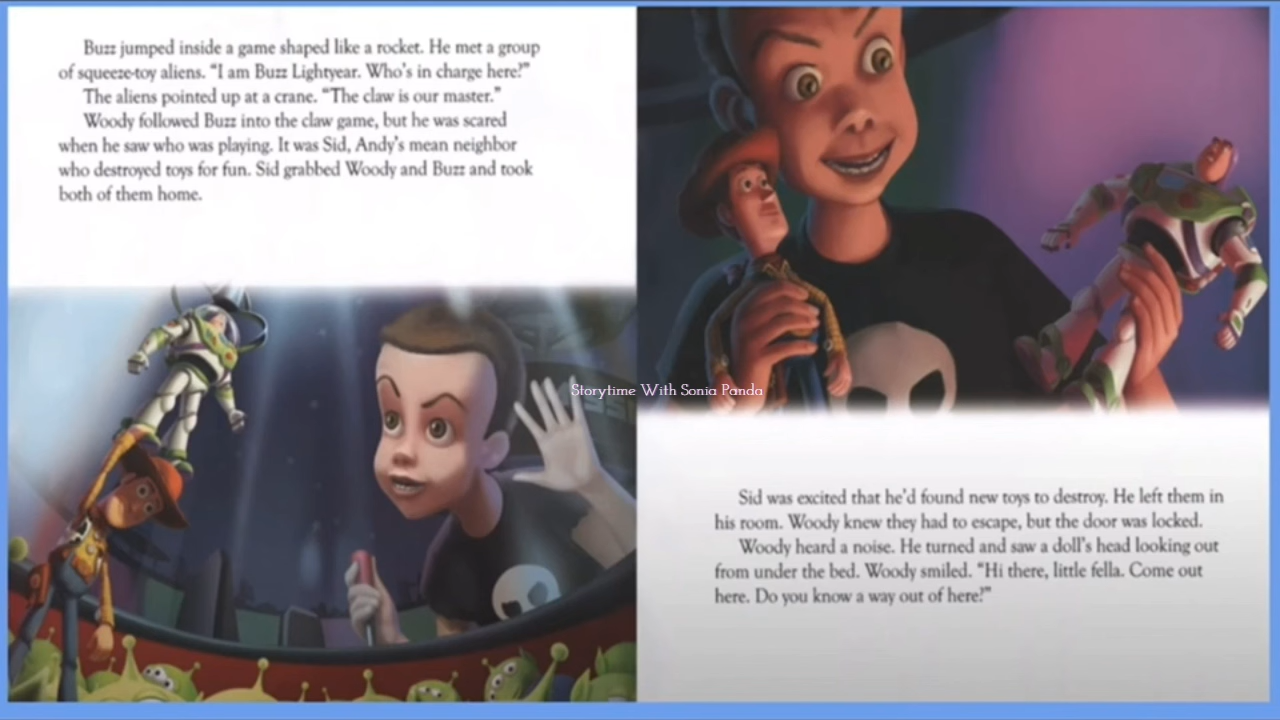 Buzz jumped inside a game shaped like a rocket. He met a group
of squeeze-toy aliens. “I am Buzz Lightyear. Who’s in charge here?”
The aliens pointed up at a crane. “The claw is our master.”
Woody followed Buzz into the claw game, but he was scared
when he saw who was playing. It was Sid, Andy’s mean neighbor
who destroyed toys for fun. Sid grabbed Woody and Buzz and took
both of them home.
Storytime With Sonia Panda
Sid was excited that he’d found new toys to destroy. He left them in
his room. Woody knew they had to escape, but the door was locked.
Woody heard a noise. He turned and saw a doll’s head looking out
from under the bed. Woody smiled. “Hi there, little fella. Come out
here. Do you know a way out of here?”